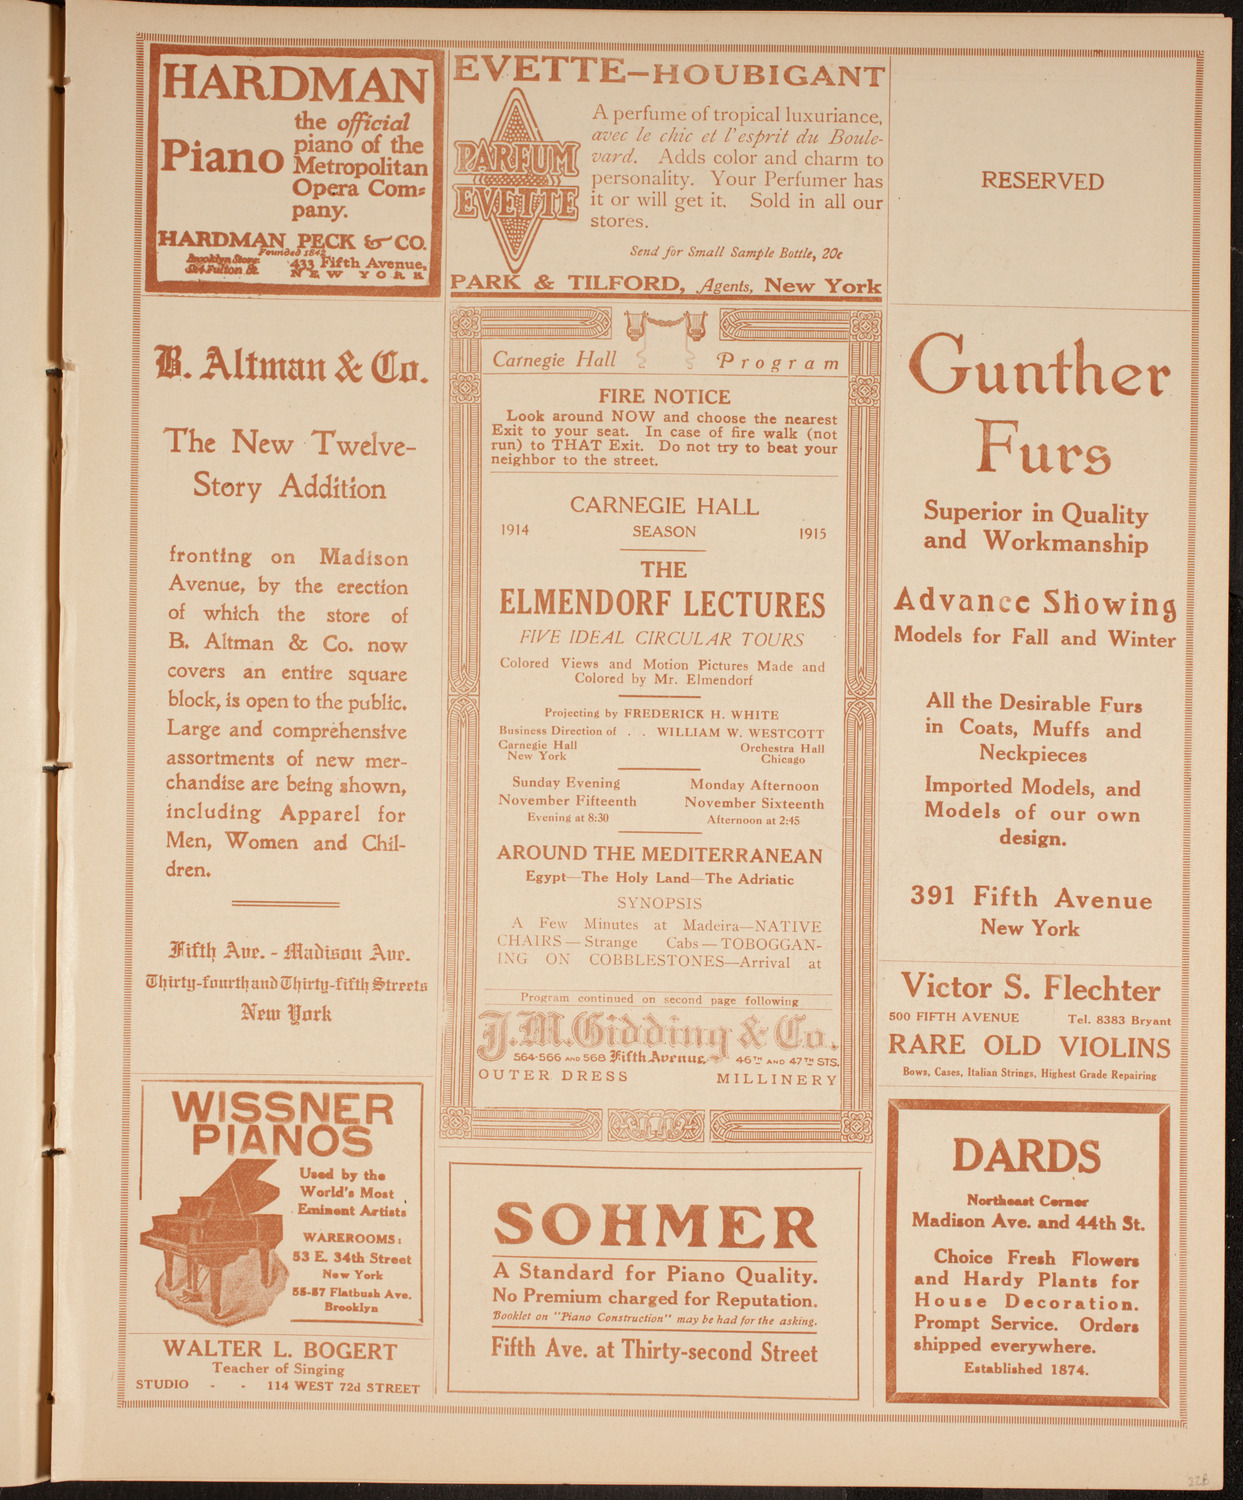 HARDMAN
Piano
the official
piano of the
Metropolitan
Opera Com-
pany.
HARDMAN, PECK & CO.
Founded 1842
Brooklyn Store:
524 Fulton St.
433 Fifth Avenue,
NEW YORK
EVETTE—HOUBIGANT
PARFUM
EVETTE
A perfume of tropical luxuriance,
avec le chic et l'esprit du Boule-
vard. Adds color and charm to
personality. Your Perfumer has
it or will get it. Sold in all our
stores.
Send for Small Sample Bottle, 20c
PARK & TILFORD, Agents, New York
RESERVED
B. Altman & Co.
The New Twelve-
Story Addition
fronting on Madison
Avenue, by the erection
of which the store of
B. Altman & Co. now
covers an entire square
block, is open to the public.
Large and comprehensive
assortments of new mer-
chandise are being shown,
including Apparel for
Men, Women and Chil-
dren.
Fifth Ave. - Madison Ave.
Thirty-fourth and Thirty-fifth Streets
New York
WISSNER
PIANOS
Used by the
World's Most
Eminent Artists
WAREROOMS:
53 E. 34th Street
New York
55-57 Flatbush Ave.
Brooklyn
WALTER L. BOGERT
Teacher of Singing
STUDIO - - 114 WEST 72d STREET
Carnegie Hall Program
FIRE NOTICE
Look around NOW and choose the nearest
Exit to your seat. In case of fire walk (not
run) to THAT Exit. Do not try to beat your
neighbor to the street.
CARNEGIE HALL
1914 SEASON 1915
THE
ELMENDORF LECTURES
FIVE IDEAL CIRCULAR TOURS
Colored Views and Motion Pictures Made and
Colored by Mr. Elmendorf
Projecting by FREDERICK H. WHITE
Business Direction of . . WILLIAM W. WESTCOTT
Carnegie Hall Orchestra Hall
New York Chicago
Sunday Evening Monday Afternoon
November Fifteenth November Sixteenth
Evening at 8:30 Afternoon at 2:45
AROUND THE MEDITERRANEAN
Egypt—The Holy Land—The Adriatic
SYNOPSIS
A Few Minutes at Madeira—NATIVE
CHAIRS—Strange Cabs—TOBOGGAN-
ING ON COBBLESTONES—Arrival at
Program continued on second page following
J.M. Gidding & Co.
564-566 AND 568 Fifth Avenue 46TH AND 47TH STS.
OUTER DRESS MILLINERY
SOHMER
A Standard for Piano Quality.
No Premium charged for Reputation.
Booklet on "Piano Construction" may be had for the asking.
Fifth Ave. at Thirty-second Street
Gunther
Furs
Superior in Quality
and Workmanship
Advance Showing
Models for Fall and Winter
All the Desirable Furs
in Coats, Muffs and
Neckpieces
Imported Models, and
Models of our own
design.
391 Fifth Avenue
New York
Victor S. Flechter
500 FIFTH AVENUE Tel. 8383 Bryant
RARE OLD VIOLINS
Bows, Cases, Italian Strings, Highest Grade Repairing
DARDS
Northeast Corner
Madison Ave. and 44th St.
Choice Fresh Flowers
and Hardy Plants for
House Decoration.
Prompt Service. Orders
shipped everywhere.
Established 1874.